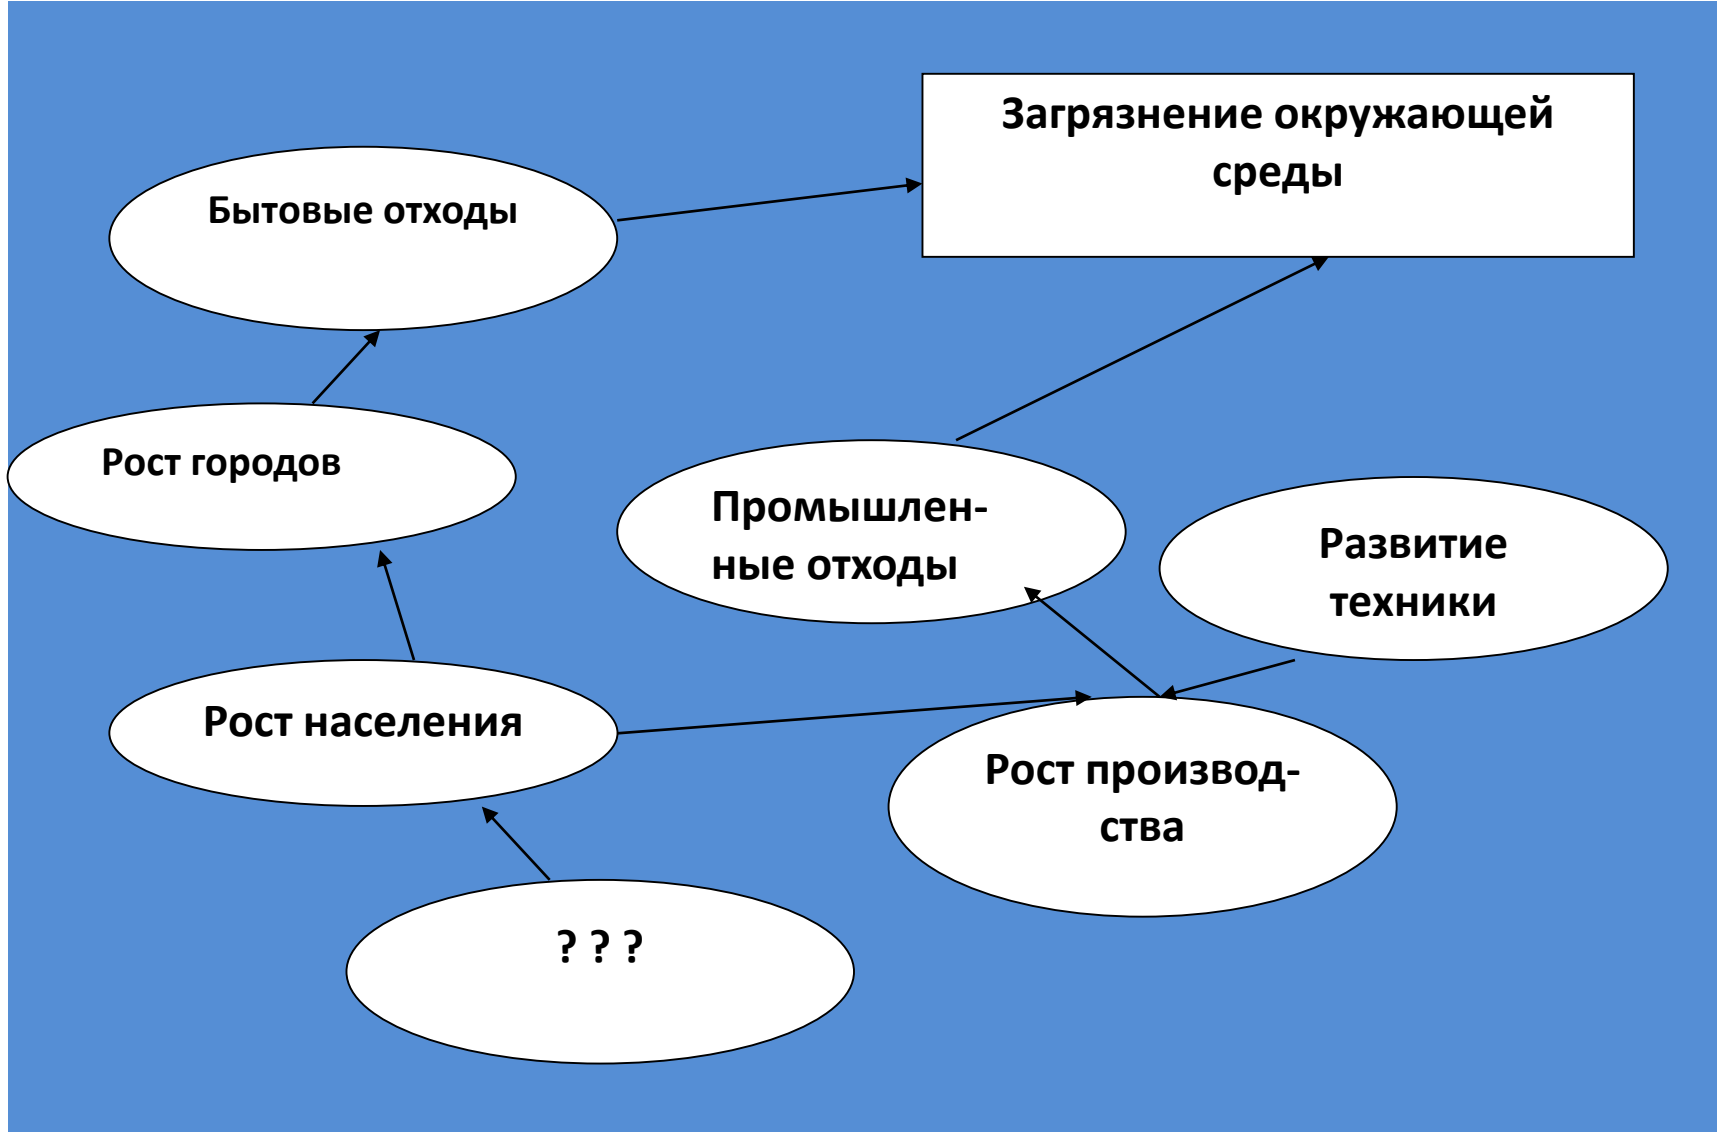 Загрязнение окружающей
среды
Бытовые отходы
Рост городов
Промышлен-
ные отходы
Развитие
техники
Рост населения
Рост производ-
ства
? ? ?